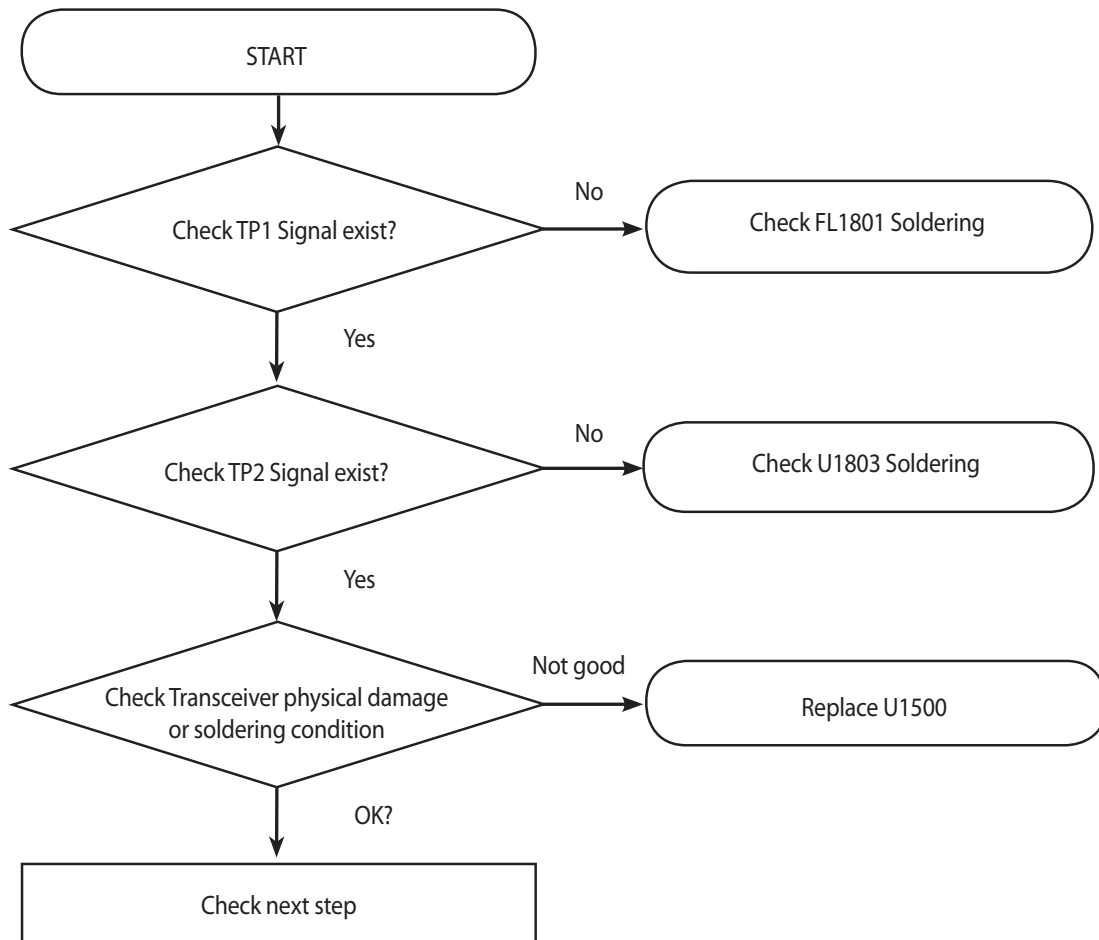 START
Check TP1 Signal exist?
No
Check FL1801 Soldering
Yes
Check TP2 Signal exist?
No
Check U1803 Soldering
Yes
Check Transceiver physical damage
or soldering condition
Not good
Replace U1500
OK?
Check next step